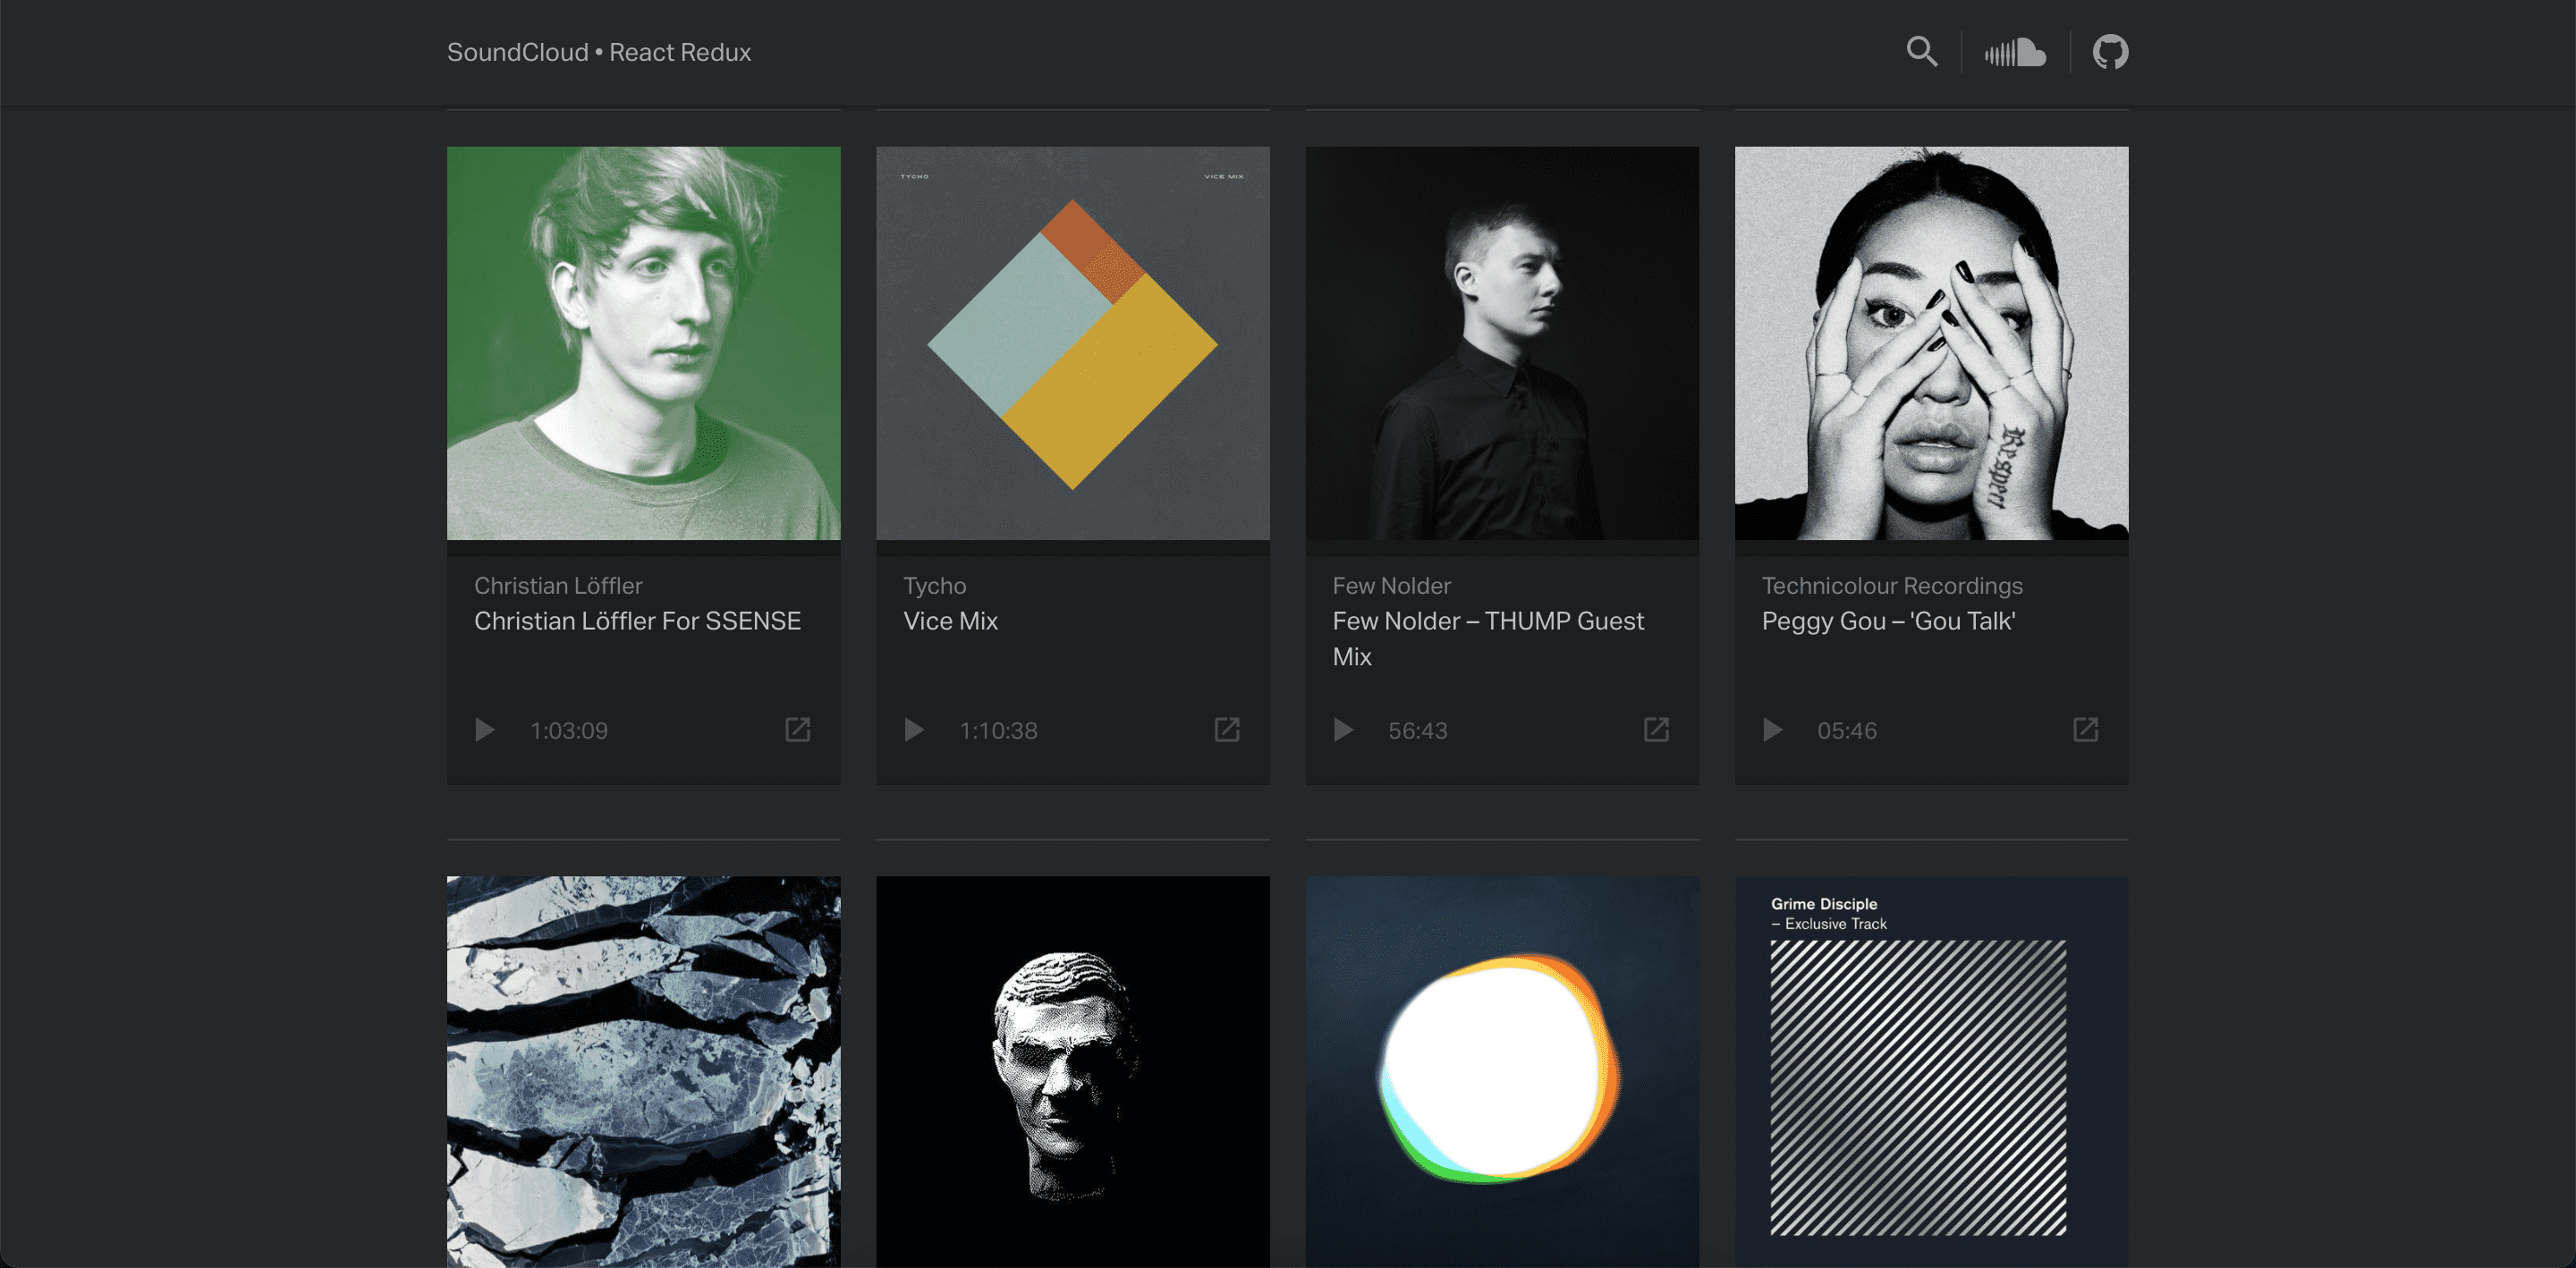 SoundCloud • React Redux
TYCHO
VICE MIX
Respect
Christian Löffler
Christian Löffler For SSENSE
1:03:09
Tycho
Vice Mix
1:10:38
Few Nolder
Few Nolder – THUMP Guest
Mix
56:43
Technicolour Recordings
Peggy Gou – 'Gou Talk'
05:46
Grime Disciple
– Exclusive Track